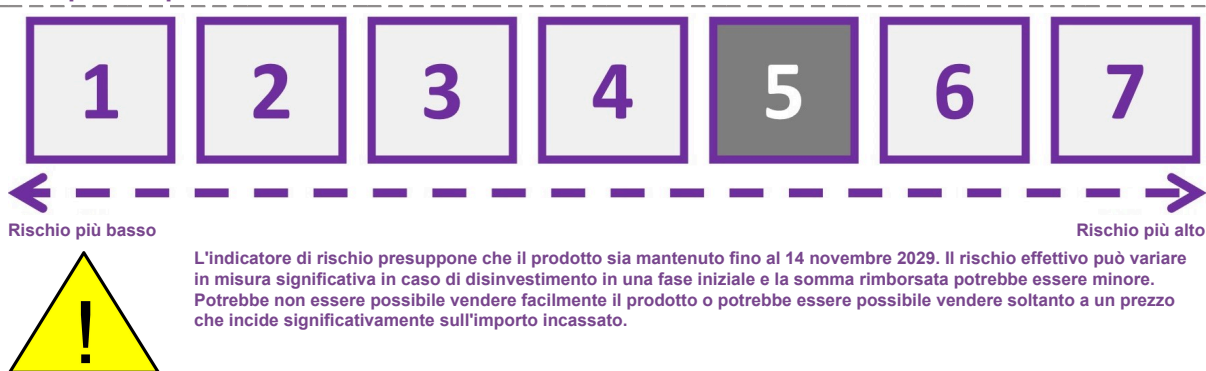 1 2 3 4 5 6 7
Rischio più basso Rischio più alto
L'indicatore di rischio presuppone che il prodotto sia mantenuto fino al 14 novembre 2029. Il rischio effettivo può variare
in misura significativa in caso di disinvestimento in una fase iniziale e la somma rimborsata potrebbe essere minore.
Potrebbe non essere possibile vendere facilmente il prodotto o potrebbe essere possibile vendere soltanto a un prezzo
che incide significativamente sull'importo incassato.
!